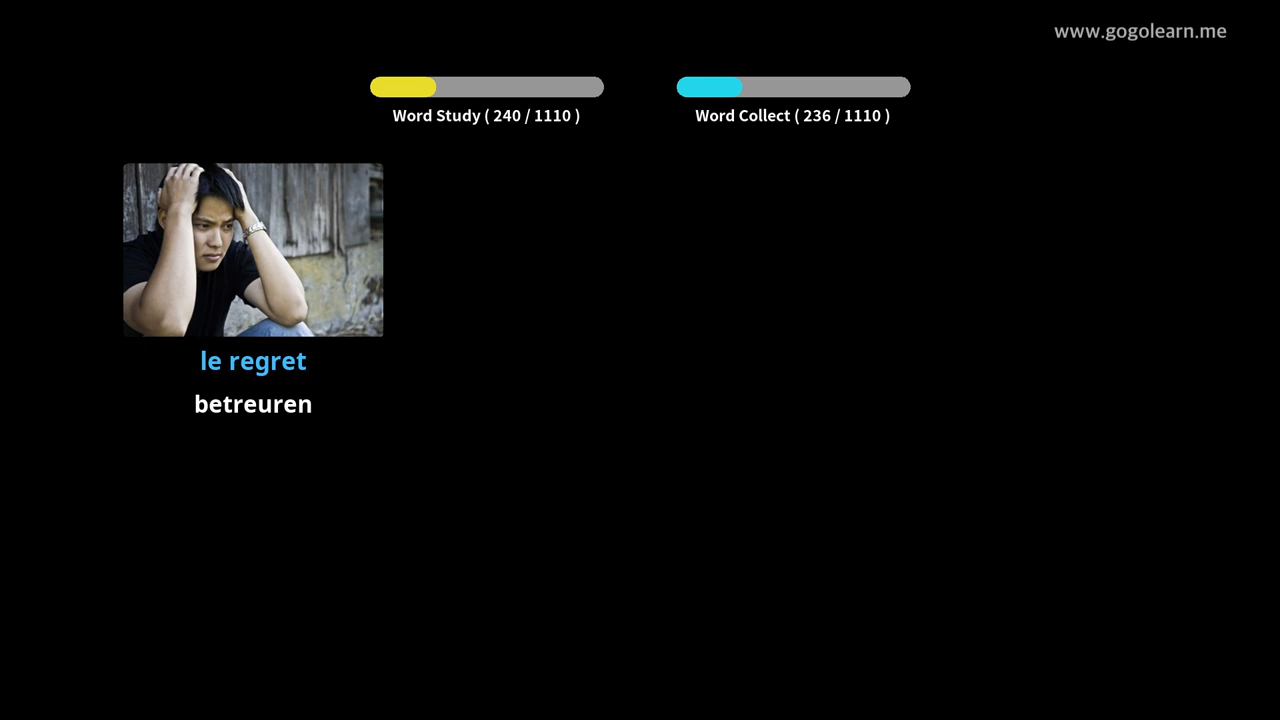 www.gogolearn.me
Word Study ( 240 / 1110 )
Word Collect ( 236 / 1110 )
le regret
betreuren